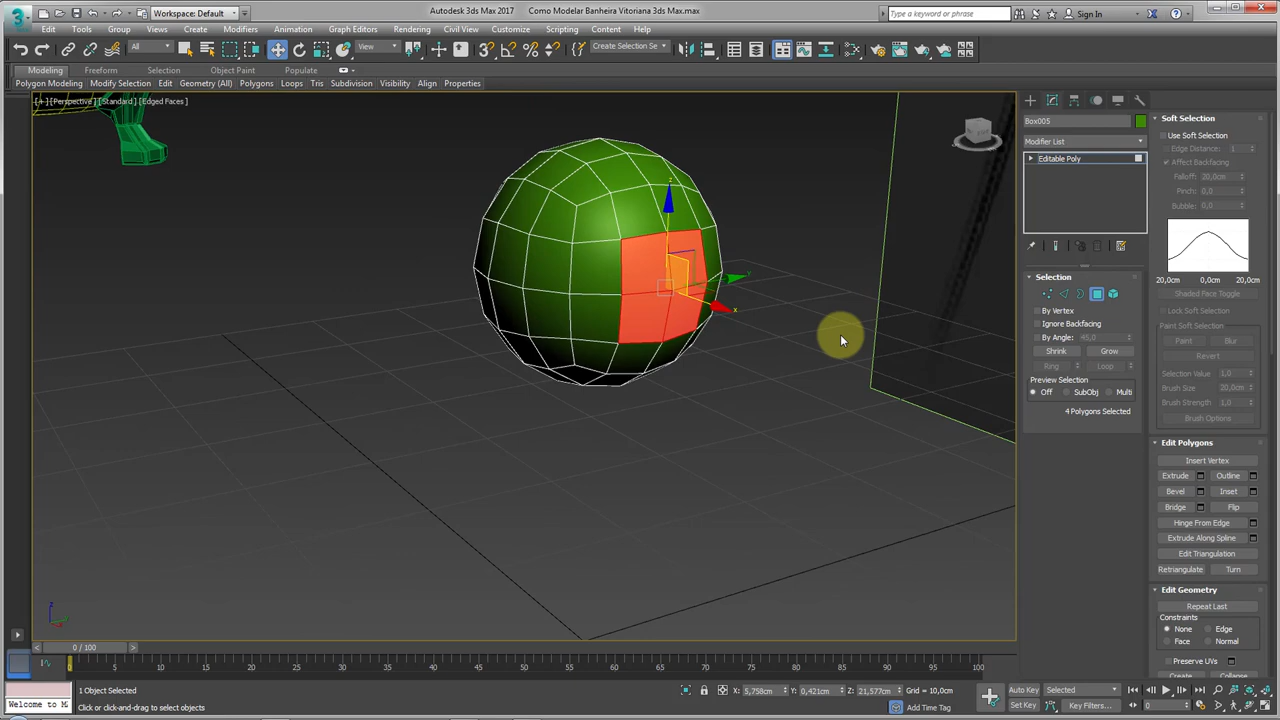 Workspace: Default
Autodesk 3ds Max 2017 Como Modelar Banheira Vitoriana 3ds Max.max
Type a keyword or phrase
Sign In
Edit Tools Group Views Create Modifiers Animation Graph Editors Rendering Civil View Customize Scripting Content Help
All View Create Selection Se
Modeling Freeform Selection Object Paint Populate
Polygon Modeling Modify Selection Edit Geometry (All) Polygons Loops Tris Subdivision Visibility Align Properties
[+] [Perspective] [Standard] [Edged Faces]
Box005
Modifier List
Editable Poly
Selection
By Vertex
Ignore Backfacing
By Angle: 45,0
Shrink Grow
Ring Loop
Preview Selection
Off SubObj Multi
4 Polygons Selected
Soft Selection
Use Soft Selection
Edge Distance: 1
Affect Backfacing
Falloff: 20,0cm
Pinch: 0,0
Bubble: 0,0
20,0cm 0,0cm 20,0cm
Shaded Face Toggle
Lock Soft Selection
Paint Soft Selection
Paint Blur
Revert
Selection Value 1,0
Brush Size 20,0cm
Brush Strength 1,0
Brush Options
Edit Polygons
Insert Vertex
Extrude Outline
Bevel Inset
Bridge Flip
Hinge From Edge
Extrude Along Spline
Edit Triangulation
Retriangulate Turn
Edit Geometry
Repeat Last
Constraints
None Edge
Face Normal
Preserve UVs
Create Collapse
z
y
x
0 / 100
0 5 10 15 20 25 30 35 40 45 50 55 60 65 70 75 80 85 90 95 100
1 Object Selected
X: 5,758cm Y: 0,421cm Z: 21,577cm Grid = 10,0cm
Auto Key Selected
Welcome to M
Click or click-and-drag to select objects
Add Time Tag
Set Key Key Filters... 0